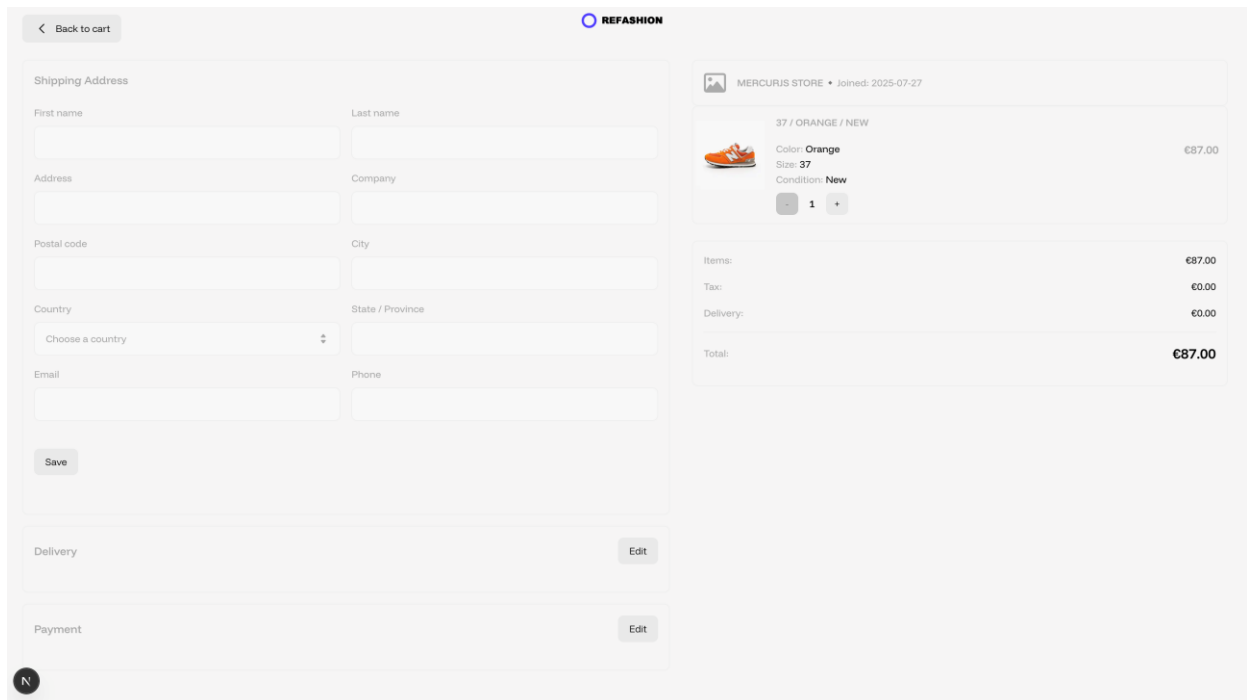 Back to cart
REFASHION
Shipping Address
First name
Last name
Address
Company
Postal code
City
Country
State / Province
Choose a country
Email
Phone
Save
Delivery
Edit
Payment
Edit
N
MERCURJS STORE • Joined: 2025-07-27
37 / ORANGE / NEW
Color: Orange
€87.00
Size: 37
Condition: New
- 1 +
Items: €87.00
Tax: €0.00
Delivery: €0.00
Total: €87.00